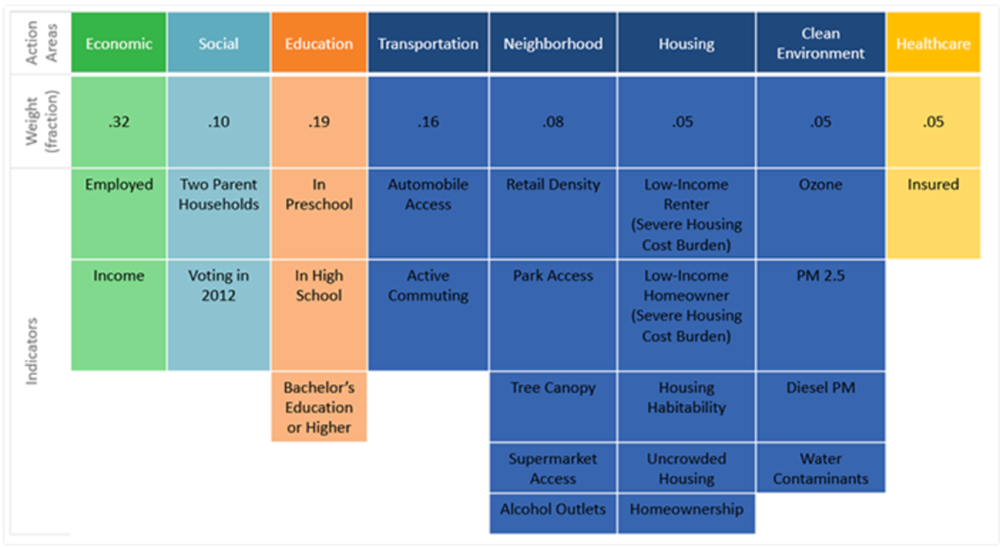 Action
Areas
Economic
Social
Education
Transportation
Neighborhood
Housing
Clean
Environment
Healthcare
Weight
(fraction)
.32
.10
.19
.16
.08
.05
.05
.05
Indicators
Employed
Two Parent
Households
In
Preschool
Automobile
Access
Retail Density
Low-Income
Renter
(Severe Housing
Cost Burden)
Ozone
Insured
Income
Voting in
2012
In High
School
Active
Commuting
Park Access
Low-Income
Homeowner
(Severe Housing
Cost Burden)
PM 2.5
Bachelor's
Education
or Higher
Tree Canopy
Housing
Habitability
Diesel PM
Supermarket
Access
Uncrowded
Housing
Water
Contaminants
Alcohol Outlets
Homeownership